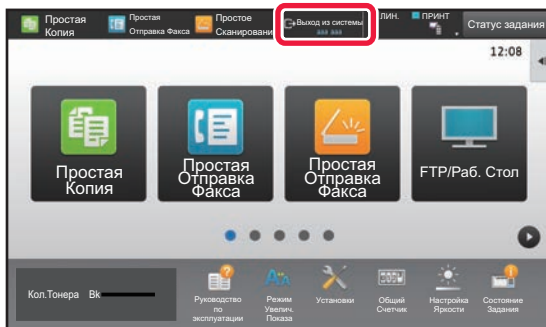 Простая
Копия
Простая
Отправка Факса
Простое
Сканировани
Выход из системы
aaa aaa
ЛИН.
ПРИНТ
Статус задания
12:08
Простая
Копия
Простая
Отправка
Факса
Простая
Отправка
Факса
FTP/Раб. Стол
Кол.Тонера Bk
Руководство
по
эксплуатации
Режим
Увелич.
Показа
Установки
Общий
Счетчик
Настройка
Яркости
Состояние
Задания